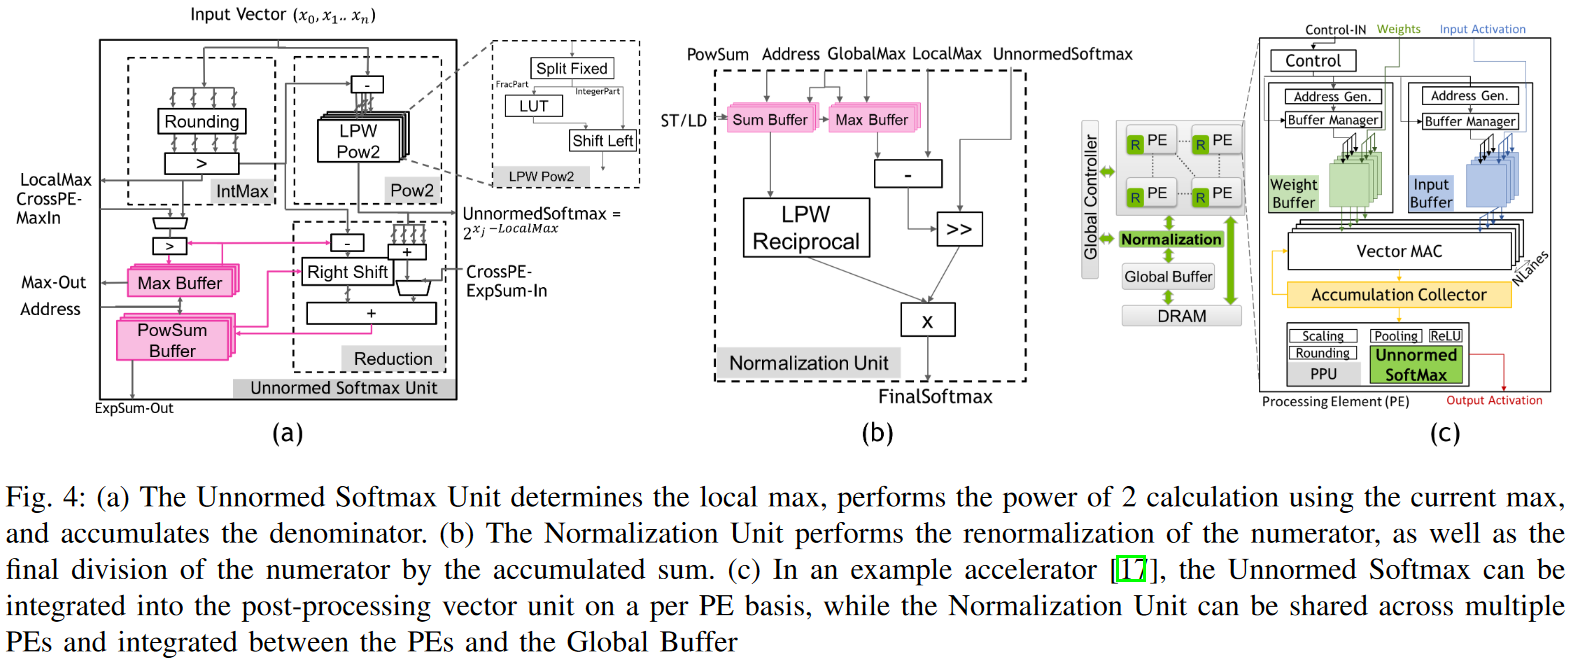 Input Vector (x0, x1.. xn)
Rounding
>
IntMax
-
LPW
Pow2
Pow2
Split Fixed
FracPart
IntegerPart
LUT
Shift Left
LPW Pow2
LocalMax
CrossPE-
MaxIn
>
Max Buffer
Max-Out
Address
PowSum
Buffer
UnnormedSoftmax =
2^xj−LocalMax
-
Right Shift
+
CrossPE-
ExpSum-In
+
Reduction
Unnormed Softmax Unit
ExpSum-Out
(a)
PowSum Address GlobalMax LocalMax UnnormedSoftmax
ST/LD
Sum Buffer
Max Buffer
-
LPW
Reciprocal
>>
x
Normalization Unit
FinalSoftmax
(b)
Global Controller
R PE
R PE
R PE
R PE
Normalization
Global Buffer
DRAM
Control-IN Weights Input Activation
Control
Address Gen.
Buffer Manager
Weight
Buffer
Address Gen.
Buffer Manager
Input
Buffer
Vector MAC
NLanes
Accumulation Collector
Scaling
Pooling
ReLU
Rounding
PPU
Unnormed
SoftMax
Processing Element (PE)
Output Activation
(c)
Fig. 4: (a) The Unnormed Softmax Unit determines the local max, performs the power of 2 calculation using the current max,
and accumulates the denominator. (b) The Normalization Unit performs the renormalization of the numerator, as well as the
final division of the numerator by the accumulated sum. (c) In an example accelerator [17], the Unnormed Softmax can be
integrated into the post-processing vector unit on a per PE basis, while the Normalization Unit can be shared across multiple
PEs and integrated between the PEs and the Global Buffer